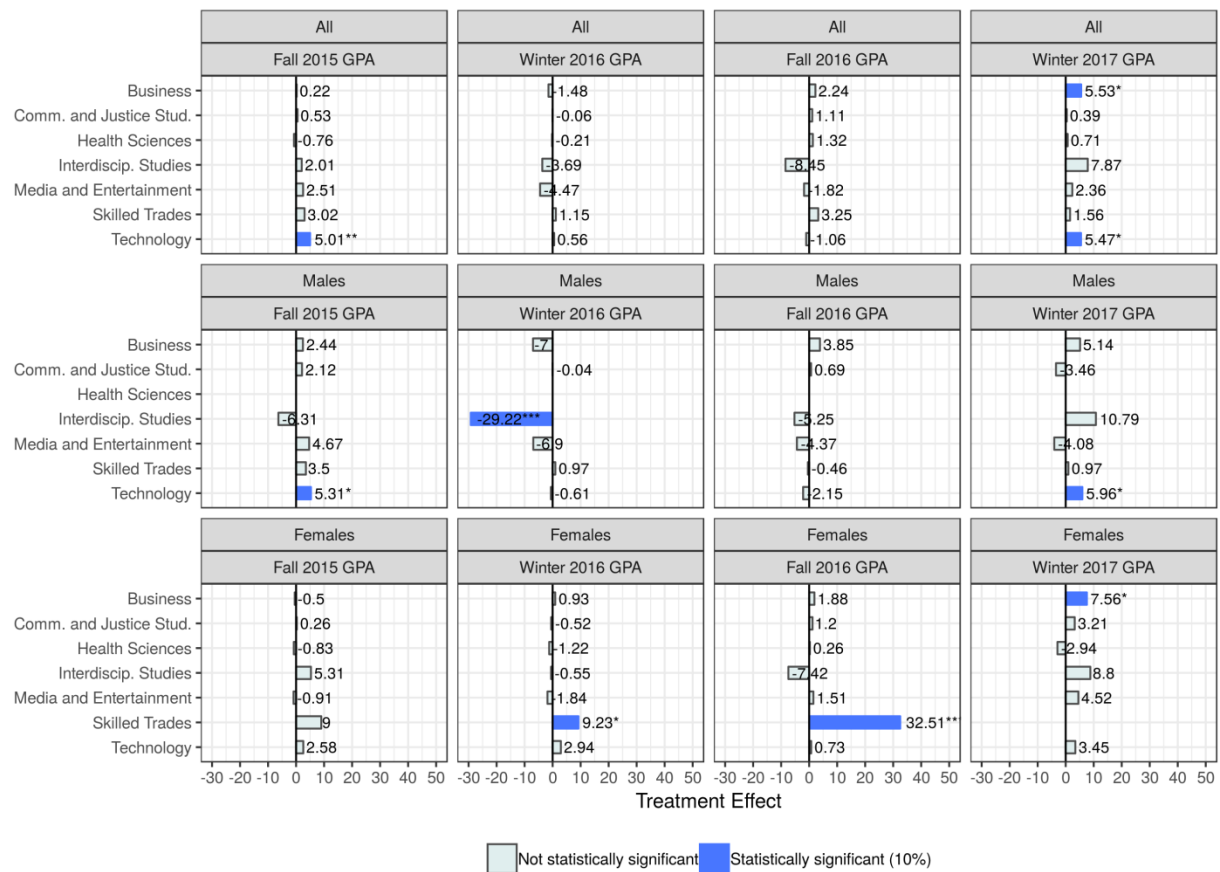 All All All All
Fall 2015 GPA Winter 2016 GPA Fall 2016 GPA Winter 2017 GPA
Business 0.22 -1.48 2.24 5.53*
Comm. and Justice Stud. 0.53 -0.06 1.11 0.39
Health Sciences -0.76 -0.21 1.32 0.71
Interdiscip. Studies 2.01 -3.69 -8.45 7.87
Media and Entertainment 2.51 -4.47 -1.82 2.36
Skilled Trades 3.02 1.15 3.25 1.56
Technology 5.01** 0.56 -1.06 5.47*
Males Males Males Males
Fall 2015 GPA Winter 2016 GPA Fall 2016 GPA Winter 2017 GPA
Business 2.44 -7 3.85 5.14
Comm. and Justice Stud. 2.12 -0.04 0.69 -3.46
Health Sciences
Interdiscip. Studies -6.31 -29.22*** -5.25 10.79
Media and Entertainment 4.67 -6.9 -4.37 -4.08
Skilled Trades 3.5 0.97 -0.46 0.97
Technology 5.31* -0.61 -2.15 5.96*
Females Females Females Females
Fall 2015 GPA Winter 2016 GPA Fall 2016 GPA Winter 2017 GPA
Business -0.5 0.93 1.88 7.56*
Comm. and Justice Stud. 0.26 -0.52 1.2 3.21
Health Sciences -0.83 -1.22 0.26 -2.94
Interdiscip. Studies 5.31 -0.55 -7.42 8.8
Media and Entertainment -0.91 -1.84 1.51 4.52
Skilled Trades 9 9.23* 32.51**
Technology 2.58 2.94 0.73 3.45
-30 -20 -10 0 10 20 30 40 50 -30 -20 -10 0 10 20 30 40 50 -30 -20 -10 0 10 20 30 40 50 -30 -20 -10 0 10 20 30 40 50
Treatment Effect
Not statistically significant Statistically significant (10%)